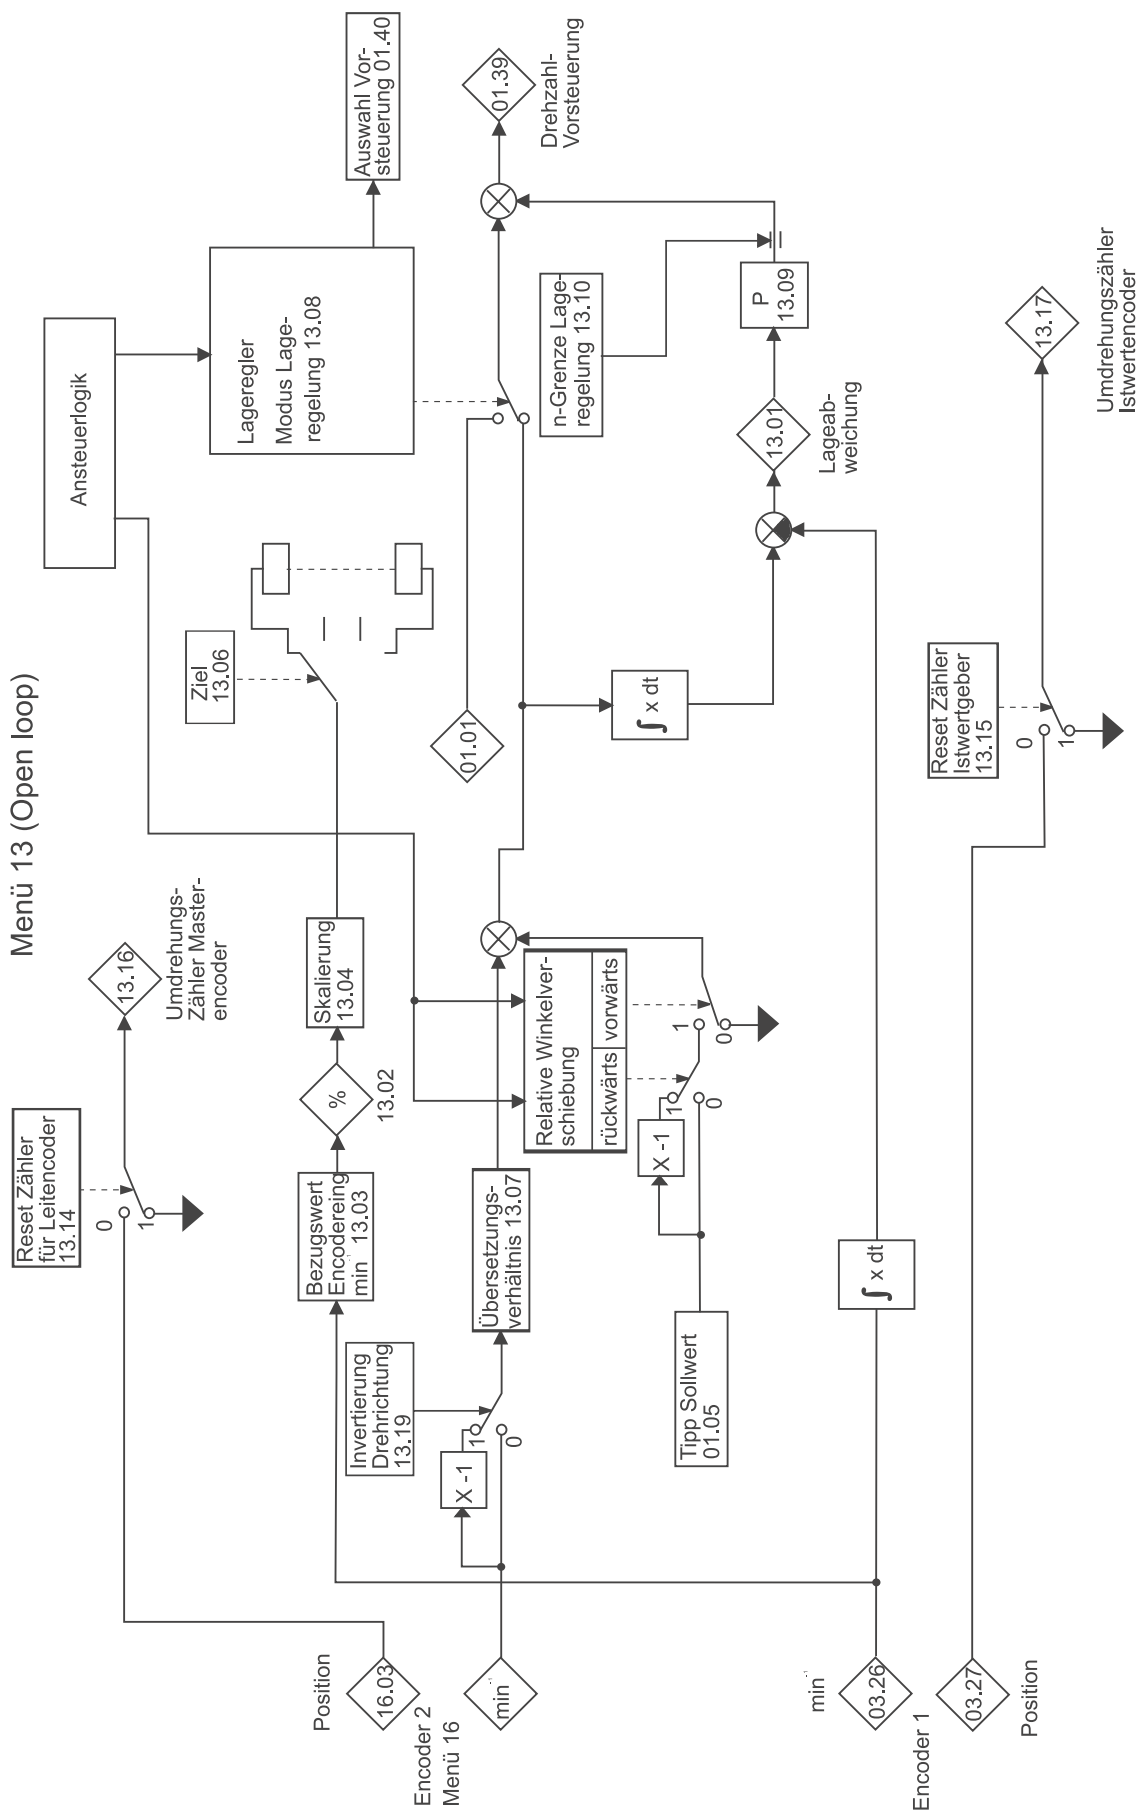 Menü 13 (Open loop)
Reset Zähler
für Leitencoder
13.14
0
1
13.16
Umdrehungs-
Zähler Master-
encoder
Ansteuerlogik
Position
16.03
Encoder 2
Menü 16
min⁻¹
Bezugswert
Encodereing
min⁻¹ 13.03
%
13.02
Skalierung
13.04
Ziel
13.06
Lageregler
Modus Lage-
regelung 13.08
Auswahl Vor-
steuerung 01.40
Invertierung
Drehrichtung
13.19
X -1
1
0
Übersetzungs-
verhältnis 13.07
01.01
01.39
Drehzahl-
Vorsteuerung
Relative Winkelver-
schiebung
rückwärts
vorwärts
n-Grenze Lage-
regelung 13.10
Tipp Sollwert
01.05
X -1
1
0
1
0
∫ x dt
13.01
Lageab-
weichung
P
13.09
min⁻¹
03.26
Encoder 1
03.27
Position
∫ x dt
Reset Zähler
Istwertgeber
13.15
0
1
13.17
Umdrehungszähler
Istwertencoder